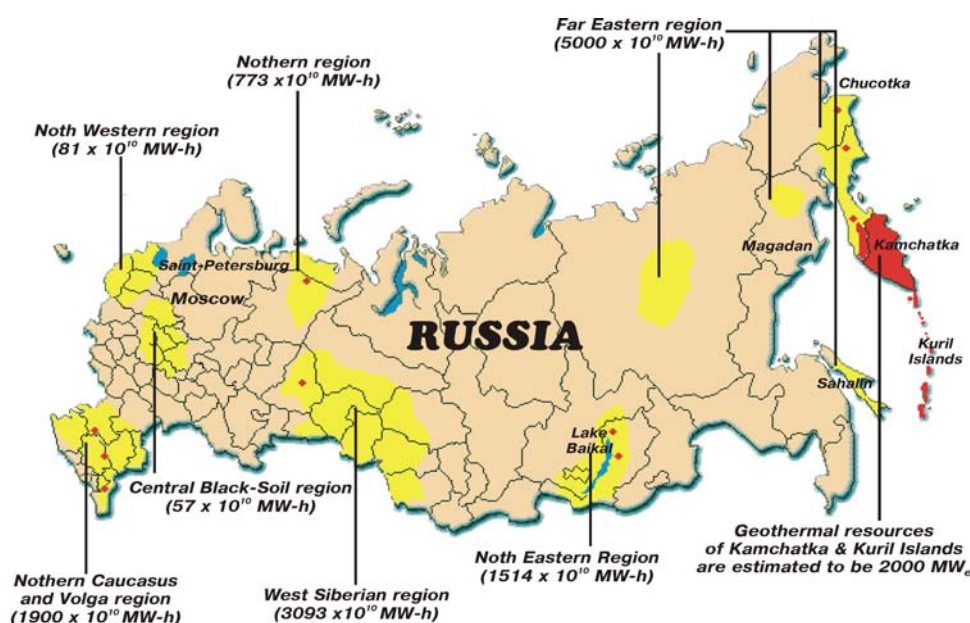 Far Eastern region
(5000 x 10¹⁰ MW-h)
Nothern region
(773 x10¹⁰ MW-h)
Chucotka
Noth Western region
(81 x 10¹⁰ MW-h)
Saint-Petersburg
Magadan
Kamchatka
Moscow
RUSSIA
Kuril
Islands
Sahalin
Lake
Baikal
Central Black-Soil region
(57 x 10¹⁰ MW-h)
Geothermal resources
of Kamchatka & Kuril Islands
are estimated to be 2000 MWe
Noth Eastern Region
(1514 x 10¹⁰ MW-h)
Nothern Caucasus
and Volga region
(1900 x 10¹⁰ MW-h)
West Siberian region
(3093 x10¹⁰ MW-h)